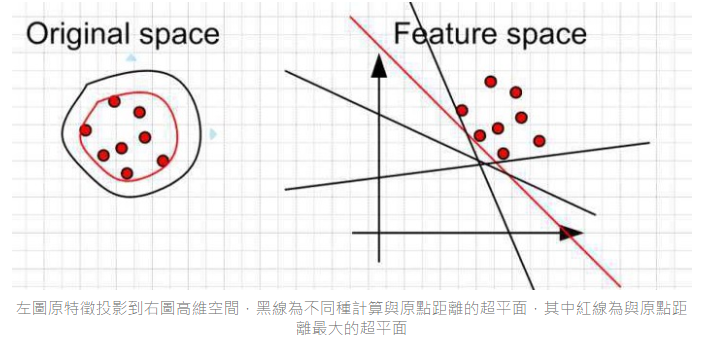 Original space
Feature space
左圖原特徵投影到右圖高維空間，黑線為不同種計算與原點距離的超平面，其中紅線為與原點距
離最大的超平面